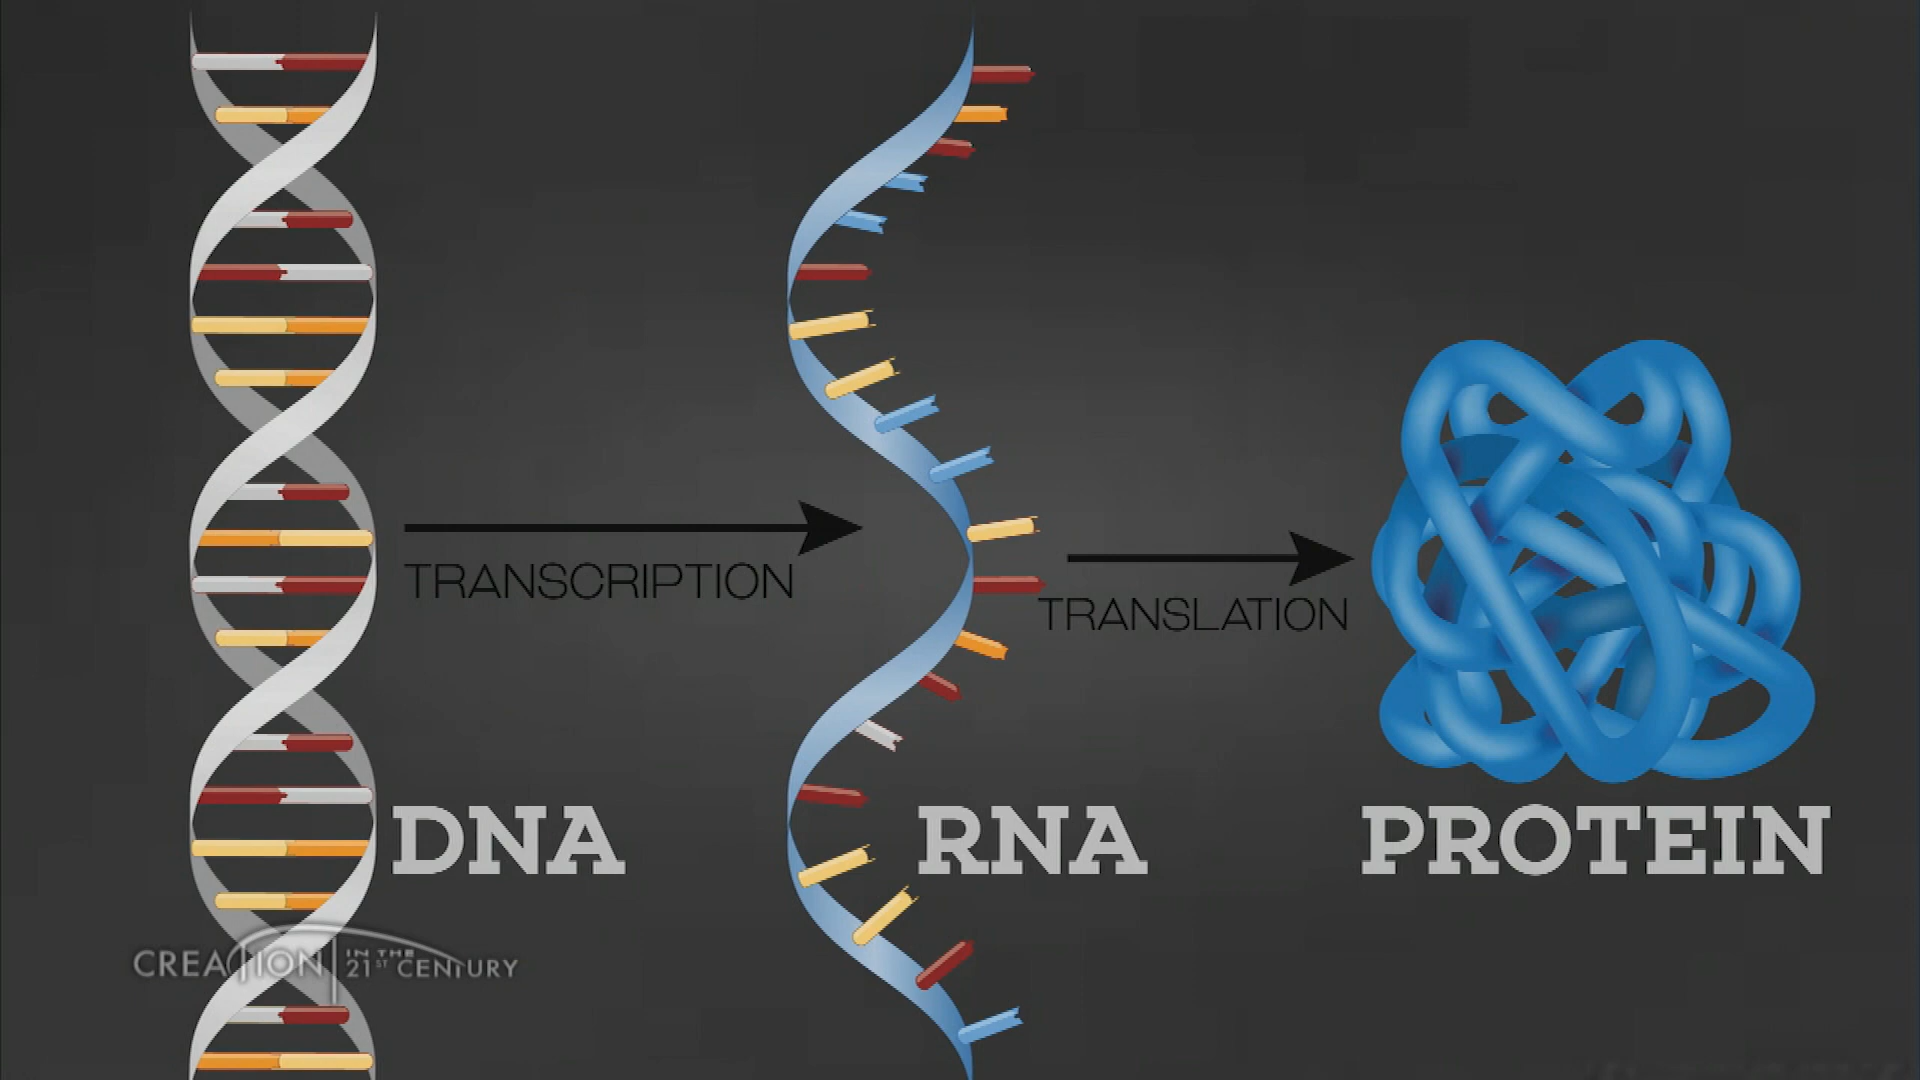 TRANSCRIPTION
TRANSLATION
DNA
RNA
PROTEIN
CREATION IN THE
21ST CENTURY